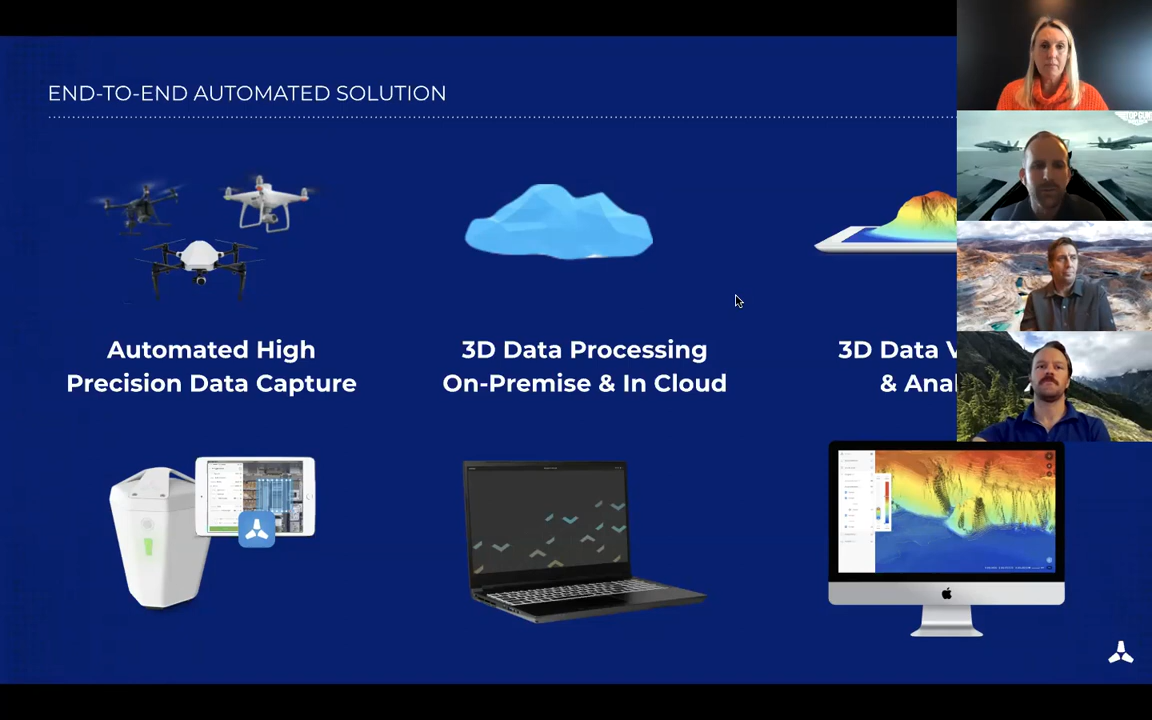 END-TO-END AUTOMATED SOLUTION
Automated High
Precision Data Capture
3D Data Processing
On-Premise & In Cloud
3D Data
& Anal